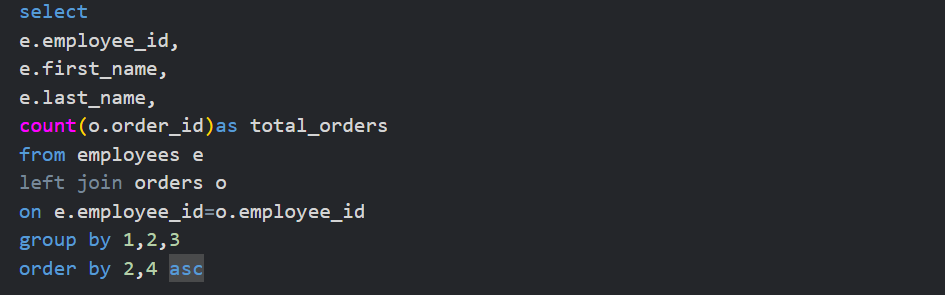 select
e.employee_id,
e.first_name,
e.last_name,
count(o.order_id)as total_orders
from employees e
left join orders o
on e.employee_id=o.employee_id
group by 1,2,3
order by 2,4 asc